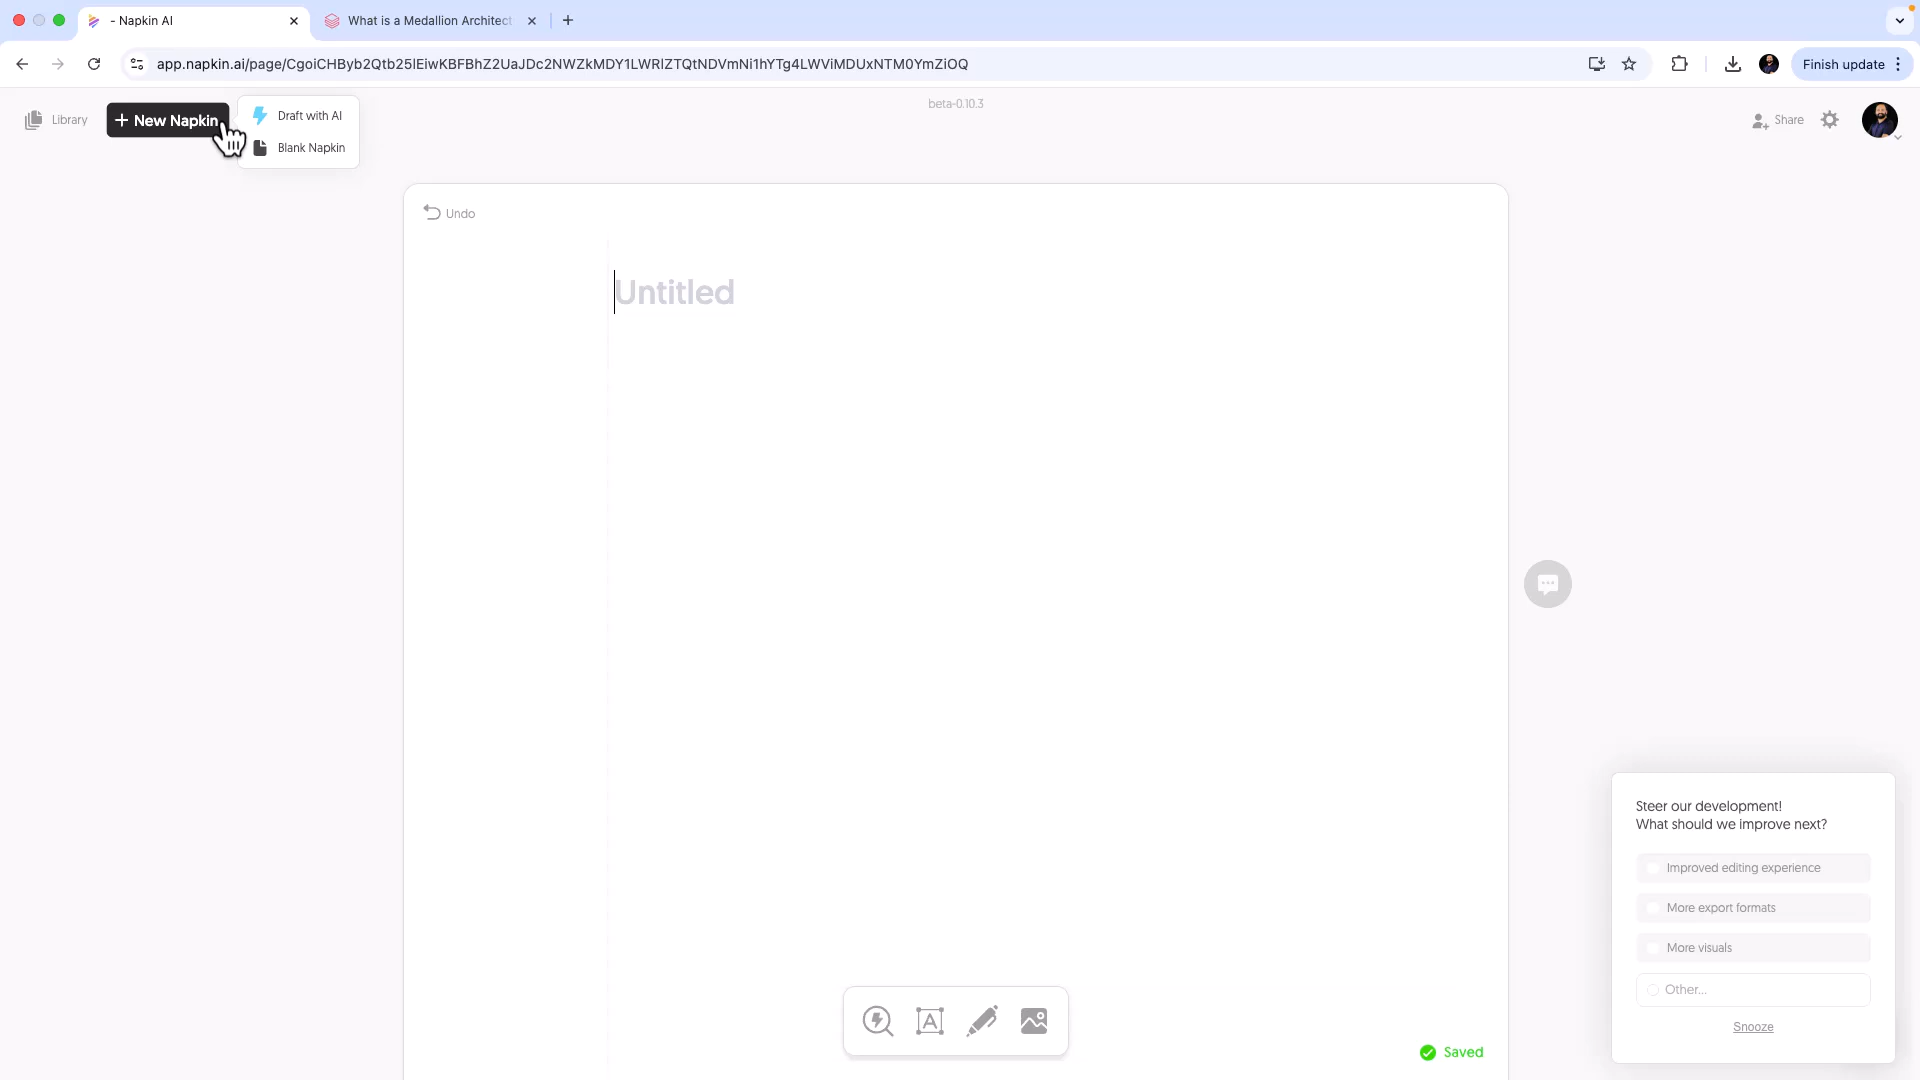 - Napkin AI
What is a Medallion Architect
app.napkin.ai/page/CgoiCHByb2Qtb25lEiwKBFBhZ2UaJDc2NWZkMDY1LWRlZTQtNDVmNi1hYTg4LWViMDUxNTM0YmZiOQ
Finish update
Library
+ New Napkin
Draft with AI
Blank Napkin
beta-0.10.3
Share
Undo
Untitled
Steer our development!
What should we improve next?
Improved editing experience
More export formats
More visuals
Other...
Snooze
A
Saved